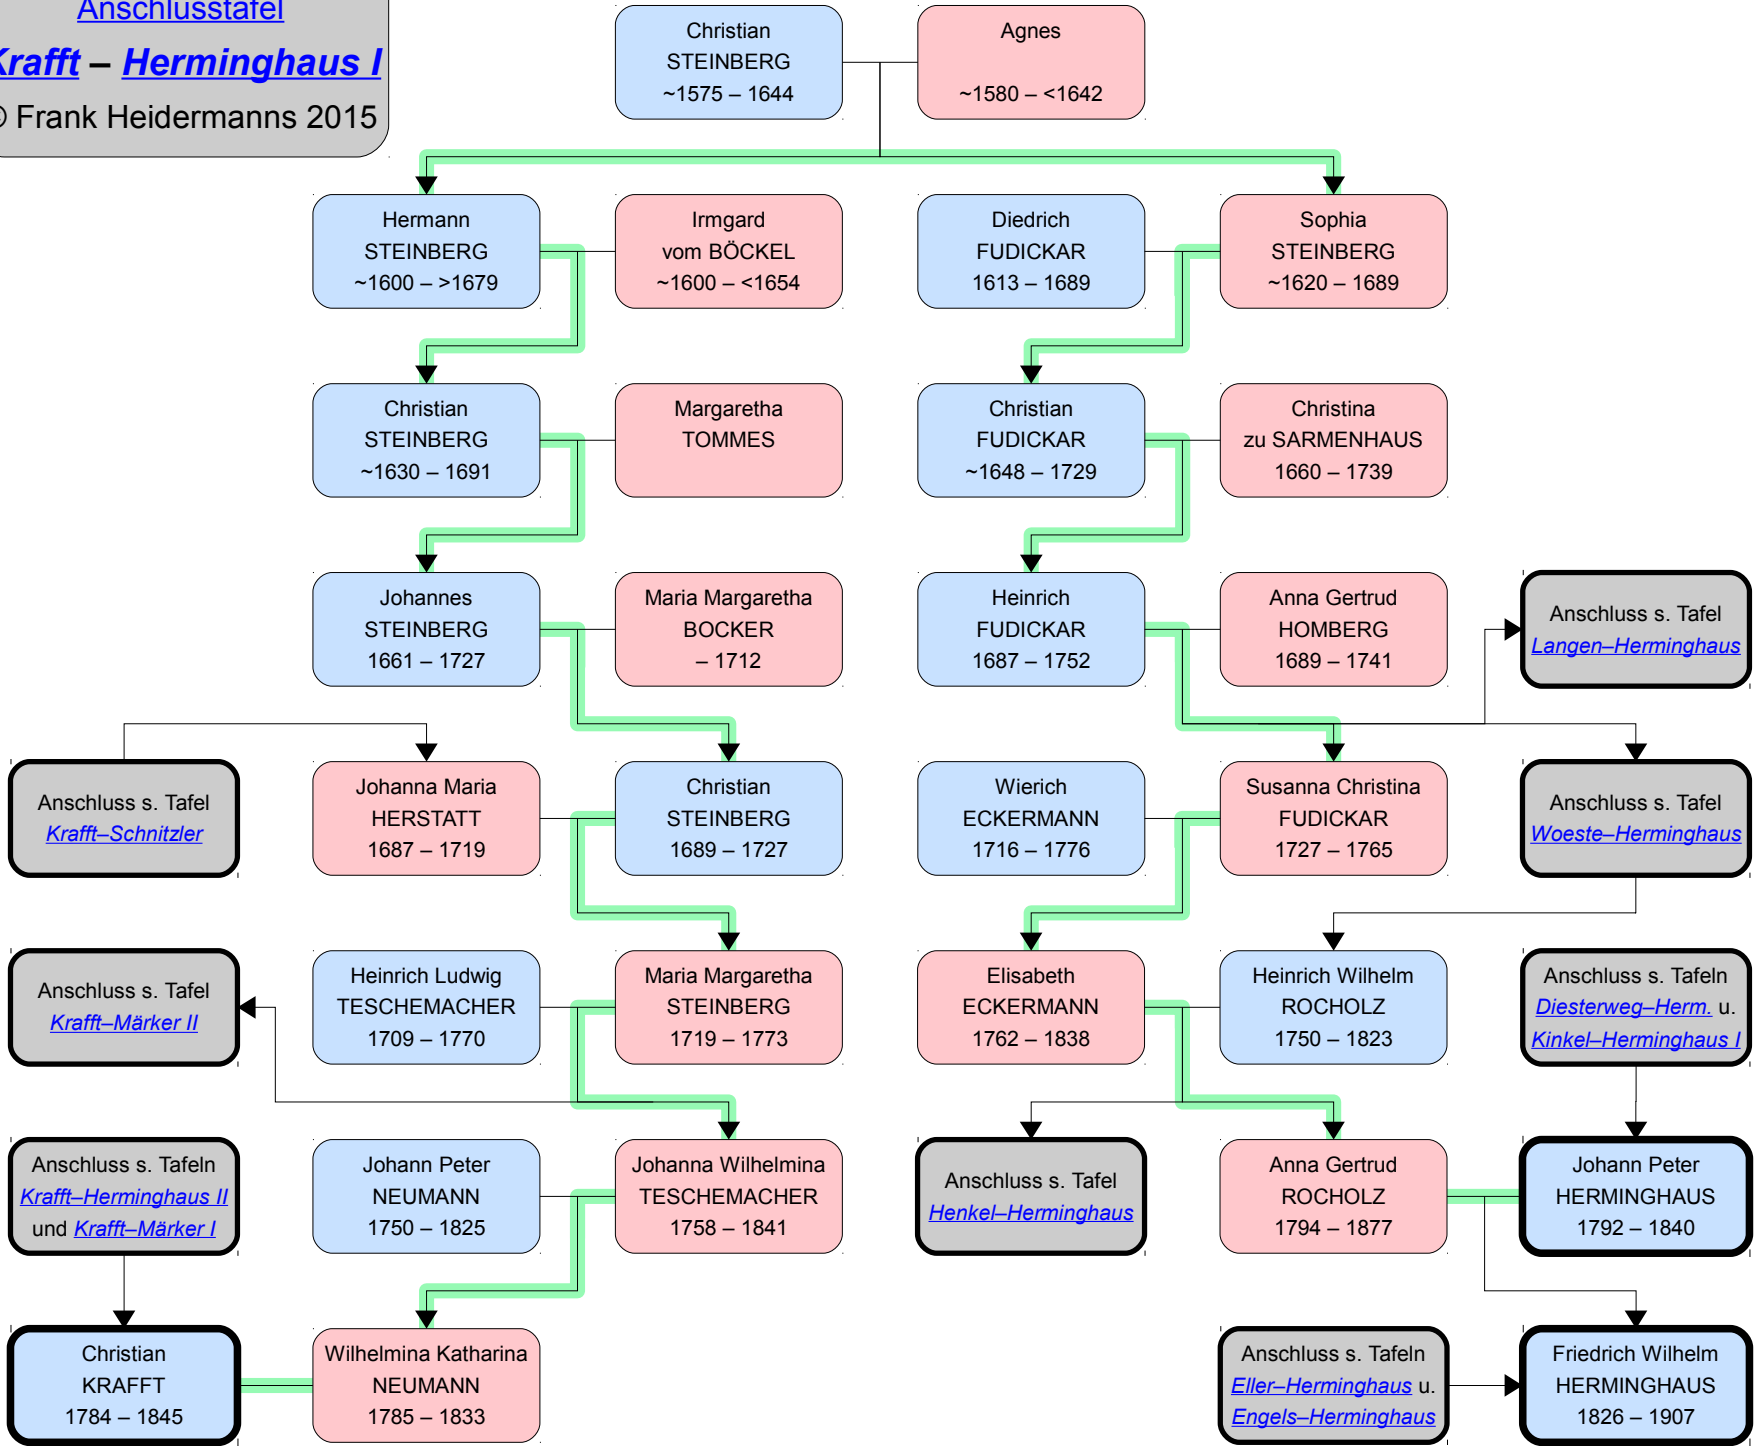 Anschlusstafel
Krafft – Herminghaus I
© Frank Heidermanns 2015
Christian
STEINBERG
~1575 – 1644
Agnes
~1580 – <1642
Hermann
STEINBERG
~1600 – >1679
Irmgard
vom BÖCKEL
~1600 – <1654
Diedrich
FUDICKAR
1613 – 1689
Sophia
STEINBERG
~1620 – 1689
Christian
STEINBERG
~1630 – 1691
Margaretha
TOMMES
Christian
FUDICKAR
~1648 – 1729
Christina
zu SARMENHAUS
1660 – 1739
Johannes
STEINBERG
1661 – 1727
Maria Margaretha
BOCKER
– 1712
Heinrich
FUDICKAR
1687 – 1752
Anna Gertrud
HOMBERG
1689 – 1741
Anschluss s. Tafel
Langen–Herminghaus
Anschluss s. Tafel
Krafft–Schnitzler
Johanna Maria
HERSTATT
1687 – 1719
Christian
STEINBERG
1689 – 1727
Wierich
ECKERMANN
1716 – 1776
Susanna Christina
FUDICKAR
1727 – 1765
Anschluss s. Tafel
Woeste–Herminghaus
Anschluss s. Tafel
Krafft–Märker II
Heinrich Ludwig
TESCHEMACHER
1709 – 1770
Maria Margaretha
STEINBERG
1719 – 1773
Elisabeth
ECKERMANN
1762 – 1838
Heinrich Wilhelm
ROCHOLZ
1750 – 1823
Anschluss s. Tafeln
Diesterweg–Herm. u.
Kinkel–Herminghaus I
Anschluss s. Tafeln
Krafft–Herminghaus II
und Krafft–Märker I
Johann Peter
NEUMANN
1750 – 1825
Johanna Wilhelmina
TESCHEMACHER
1758 – 1841
Anschluss s. Tafel
Henkel–Herminghaus
Anna Gertrud
ROCHOLZ
1794 – 1877
Johann Peter
HERMINGHAUS
1792 – 1840
Christian
KRAFFT
1784 – 1845
Wilhelmina Katharina
NEUMANN
1785 – 1833
Anschluss s. Tafeln
Eller–Herminghaus u.
Engels–Herminghaus
Friedrich Wilhelm
HERMINGHAUS
1826 – 1907